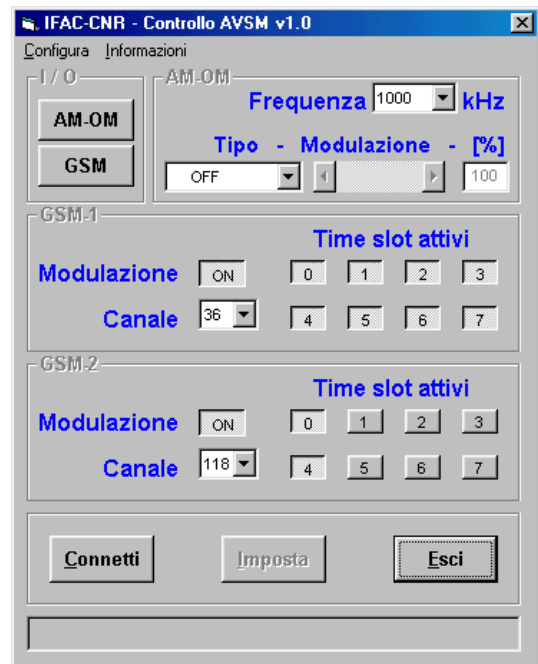 IFAC-CNR - Controllo AVSM v1.0
Configura Informazioni
I / O
AM-OM
GSM
AM-OM
Frequenza 1000 kHz
Tipo - Modulazione - [%]
OFF 100
GSM-1
Time slot attivi
Modulazione ON 0 1 2 3
Canale 36 4 5 6 7
GSM-2
Time slot attivi
Modulazione ON 0 1 2 3
Canale 118 4 5 6 7
Connetti Imposta Esci